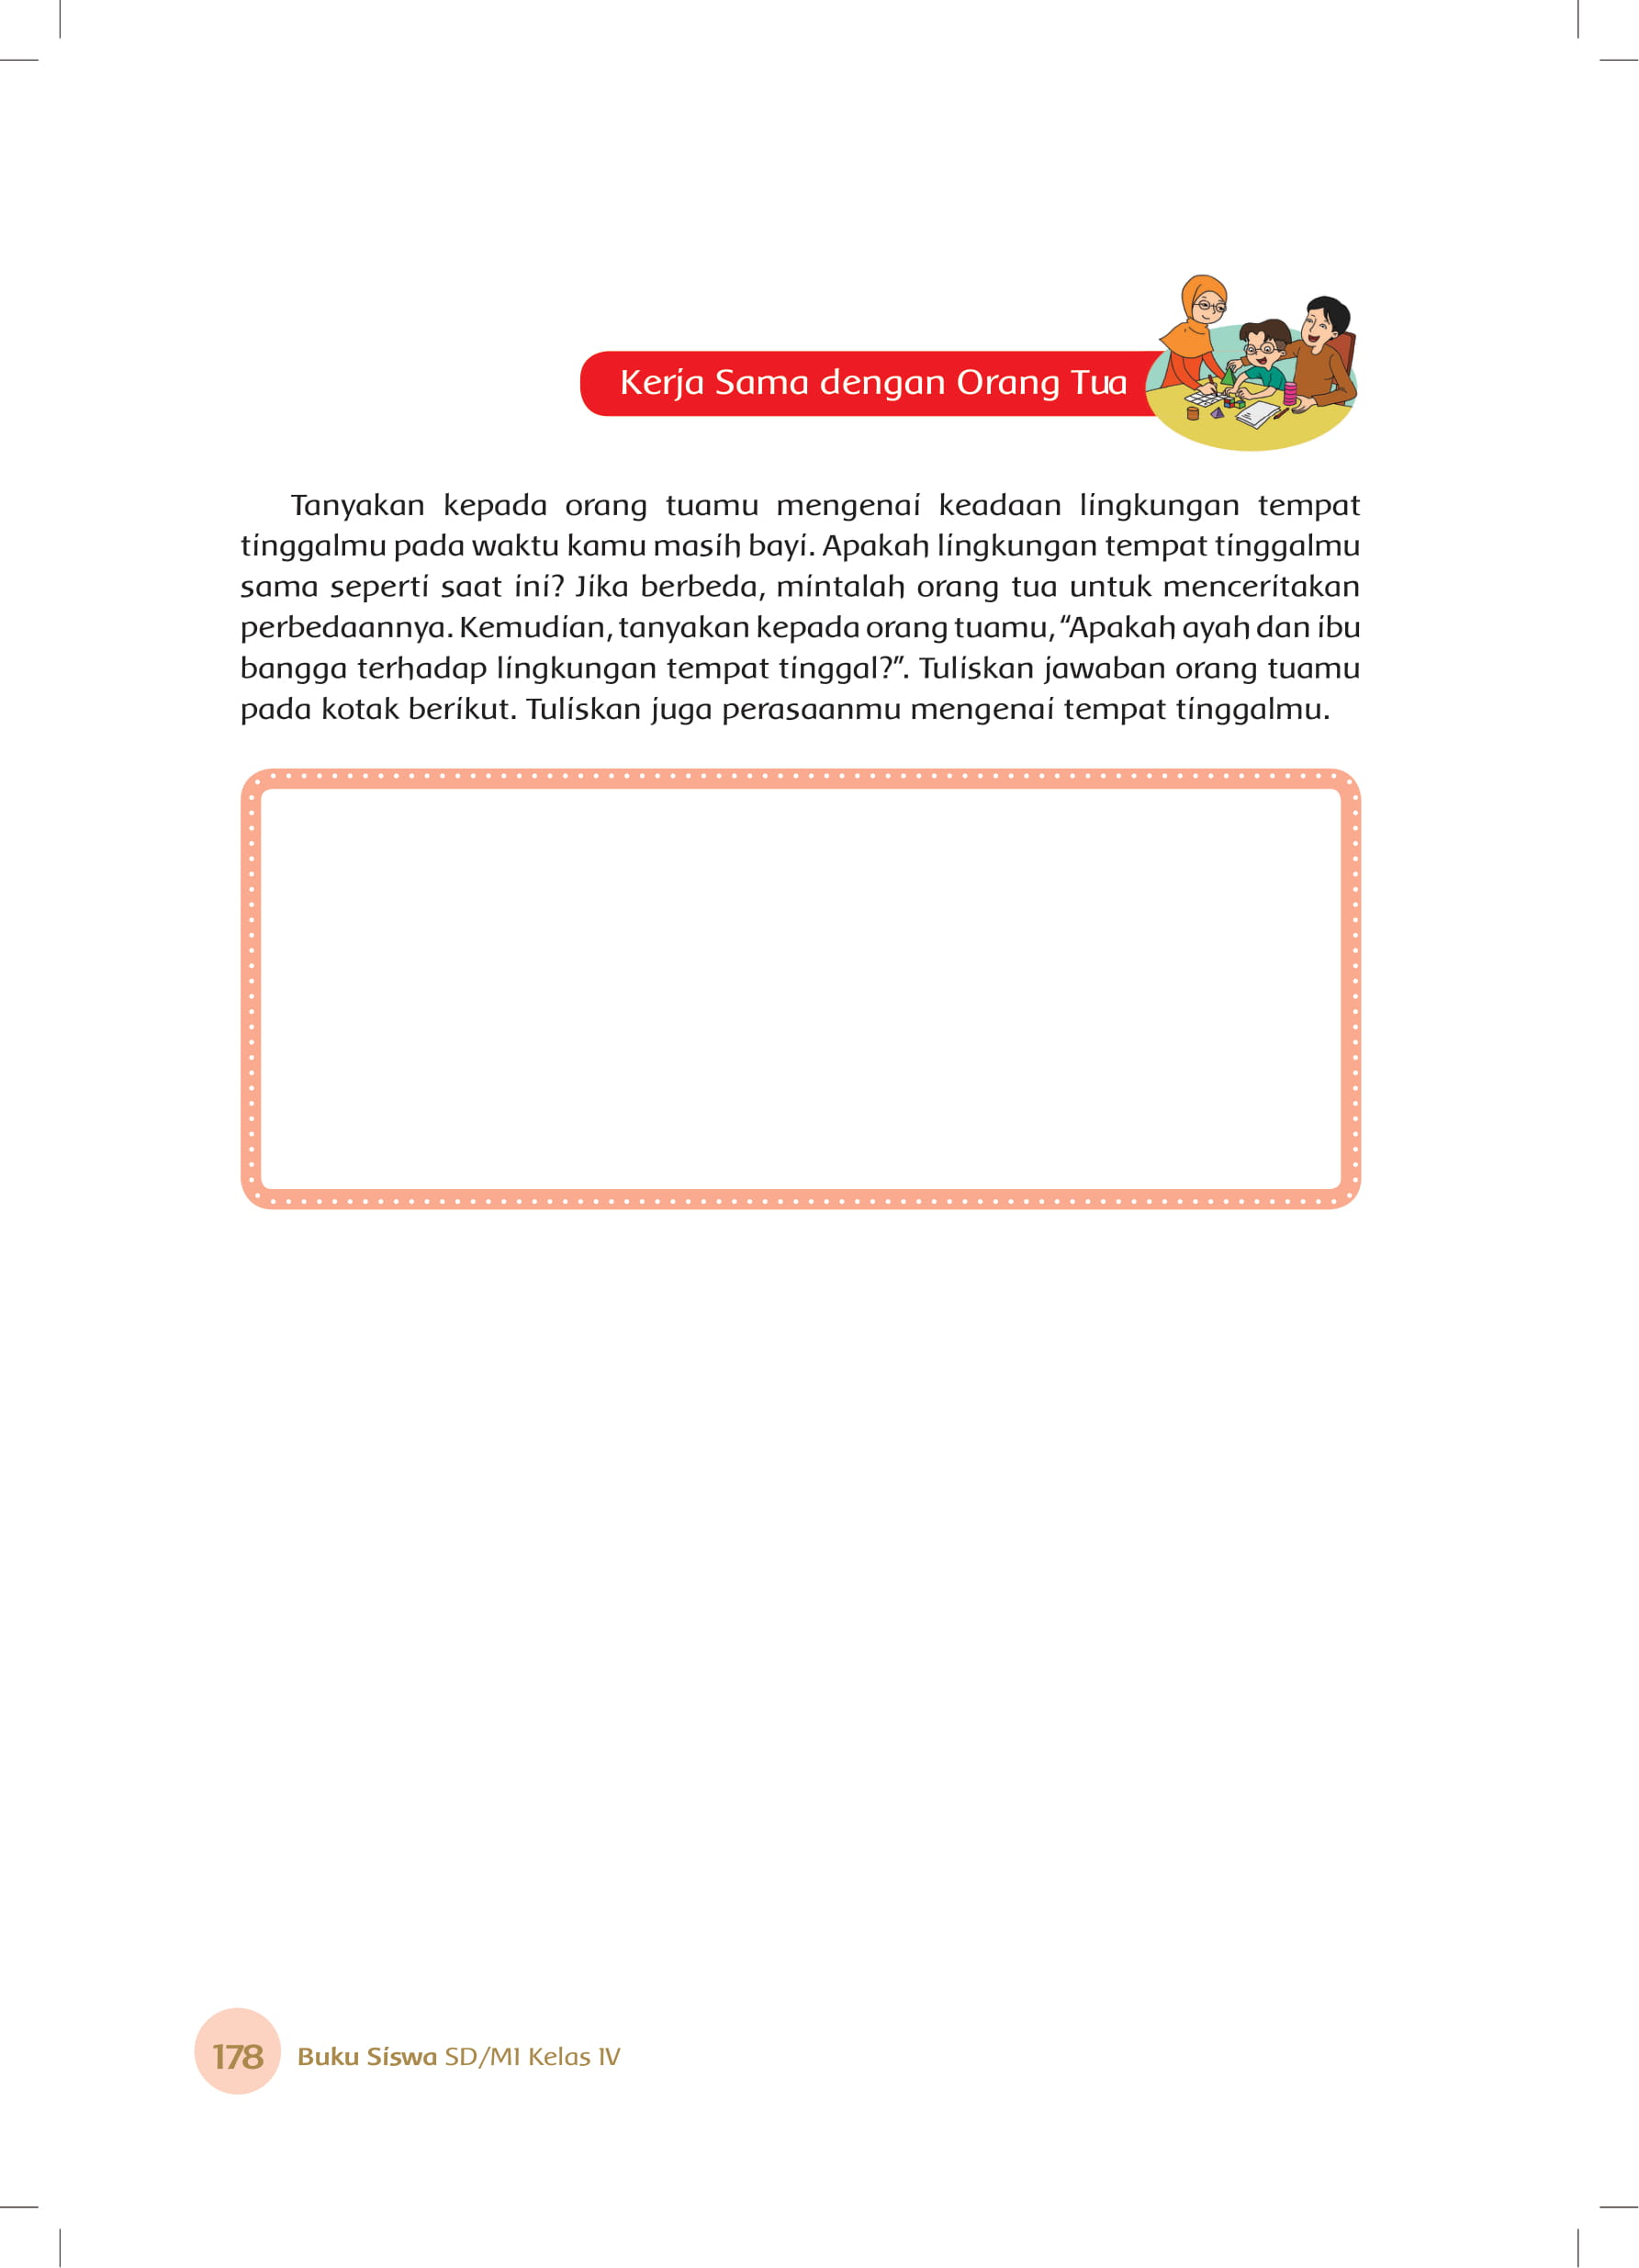 Kerja Sama dengan Orang Tua
Tanyakan kepada orang tuamu mengenai keadaan lingkungan tempat
tinggalmu pada waktu kamu masih bayi. Apakah lingkungan tempat tinggalmu
sama seperti saat ini? Jika berbeda, mintalah orang tua untuk menceritakan
perbedaannya. Kemudian, tanyakan kepada orang tuamu, “Apakah ayah dan ibu
bangga terhadap lingkungan tempat tinggal?”. Tuliskan jawaban orang tuamu
pada kotak berikut. Tuliskan juga perasaanmu mengenai tempat tinggalmu.
178 Buku Siswa SD/MI Kelas IV